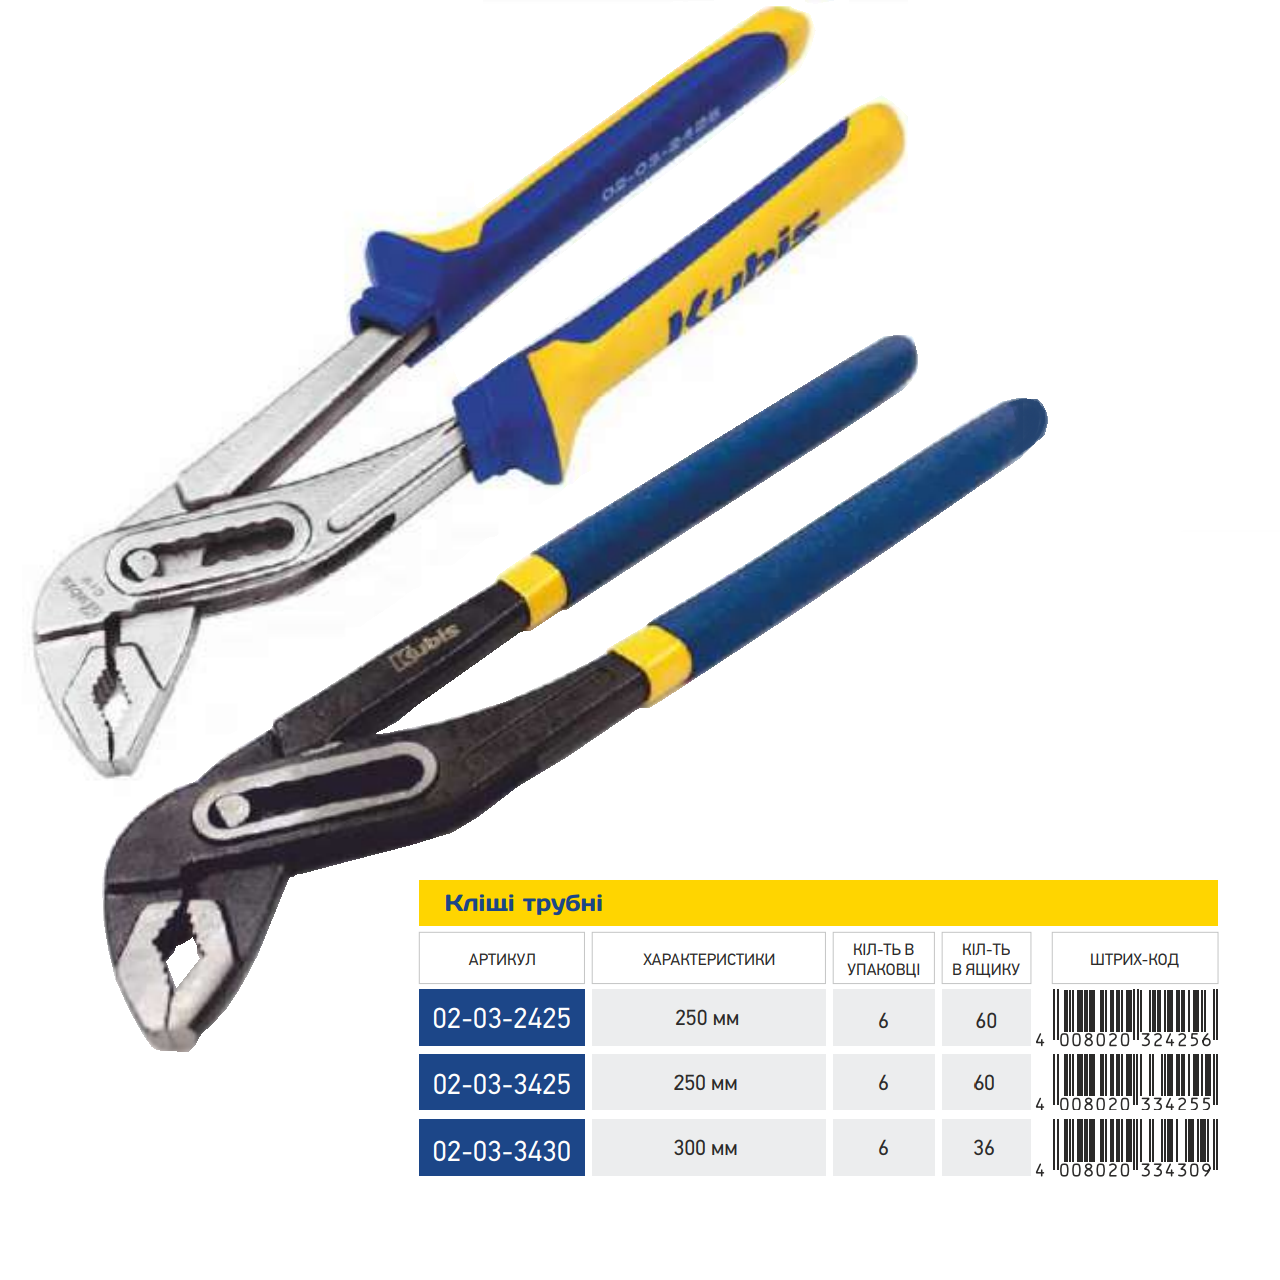 02-03-2425
Kubis
Kubis
Kubis
Кліщі трубні
АРТИКУЛ
ХАРАКТЕРИСТИКИ
КІЛ-ТЬ В
УПАКОВЦІ
КІЛ-ТЬ
В ЯЩИКУ
ШТРИХ-КОД
02-03-2425 250 мм 6 60 4 008020 324256
02-03-3425 250 мм 6 60 4 008020 334255
02-03-3430 300 мм 6 36 4 008020 334309